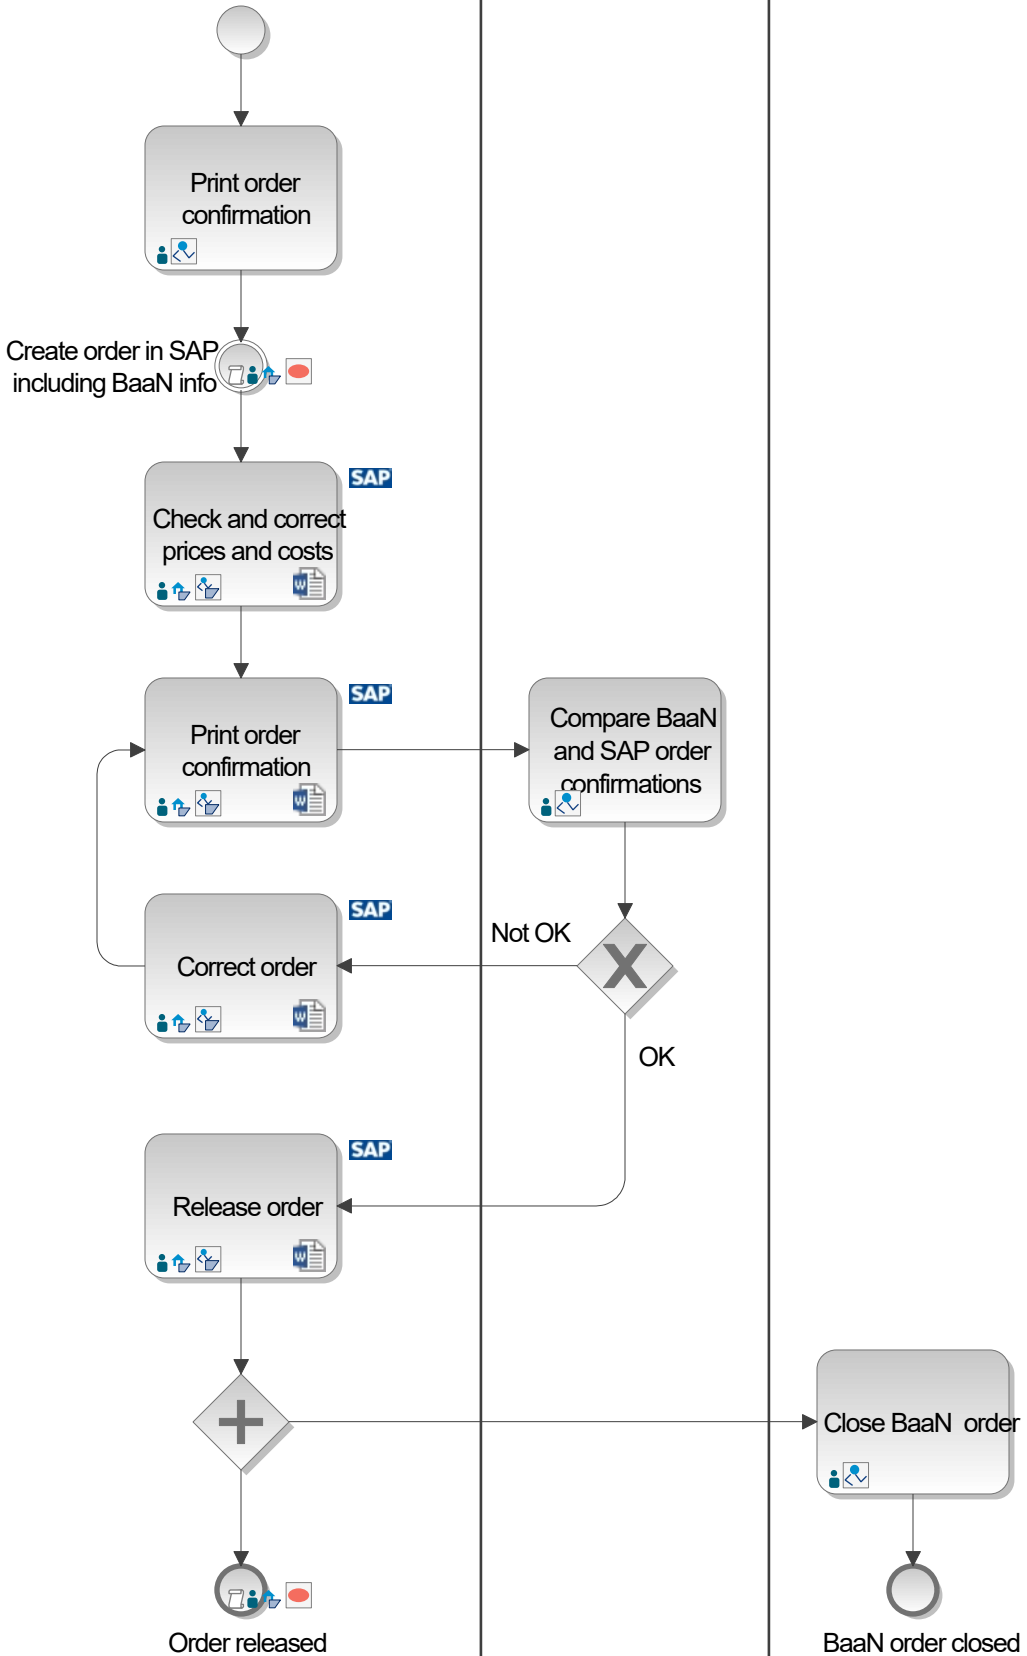 Print order
confirmation
Create order in SAP
including BaaN info
SAP
Check and correct
prices and costs
W
SAP
Print order
confirmation
W
Compare BaaN
and SAP order
confirmations
SAP
Correct order
W
Not OK
X
OK
SAP
Release order
W
Close BaaN order
Order released
BaaN order closed